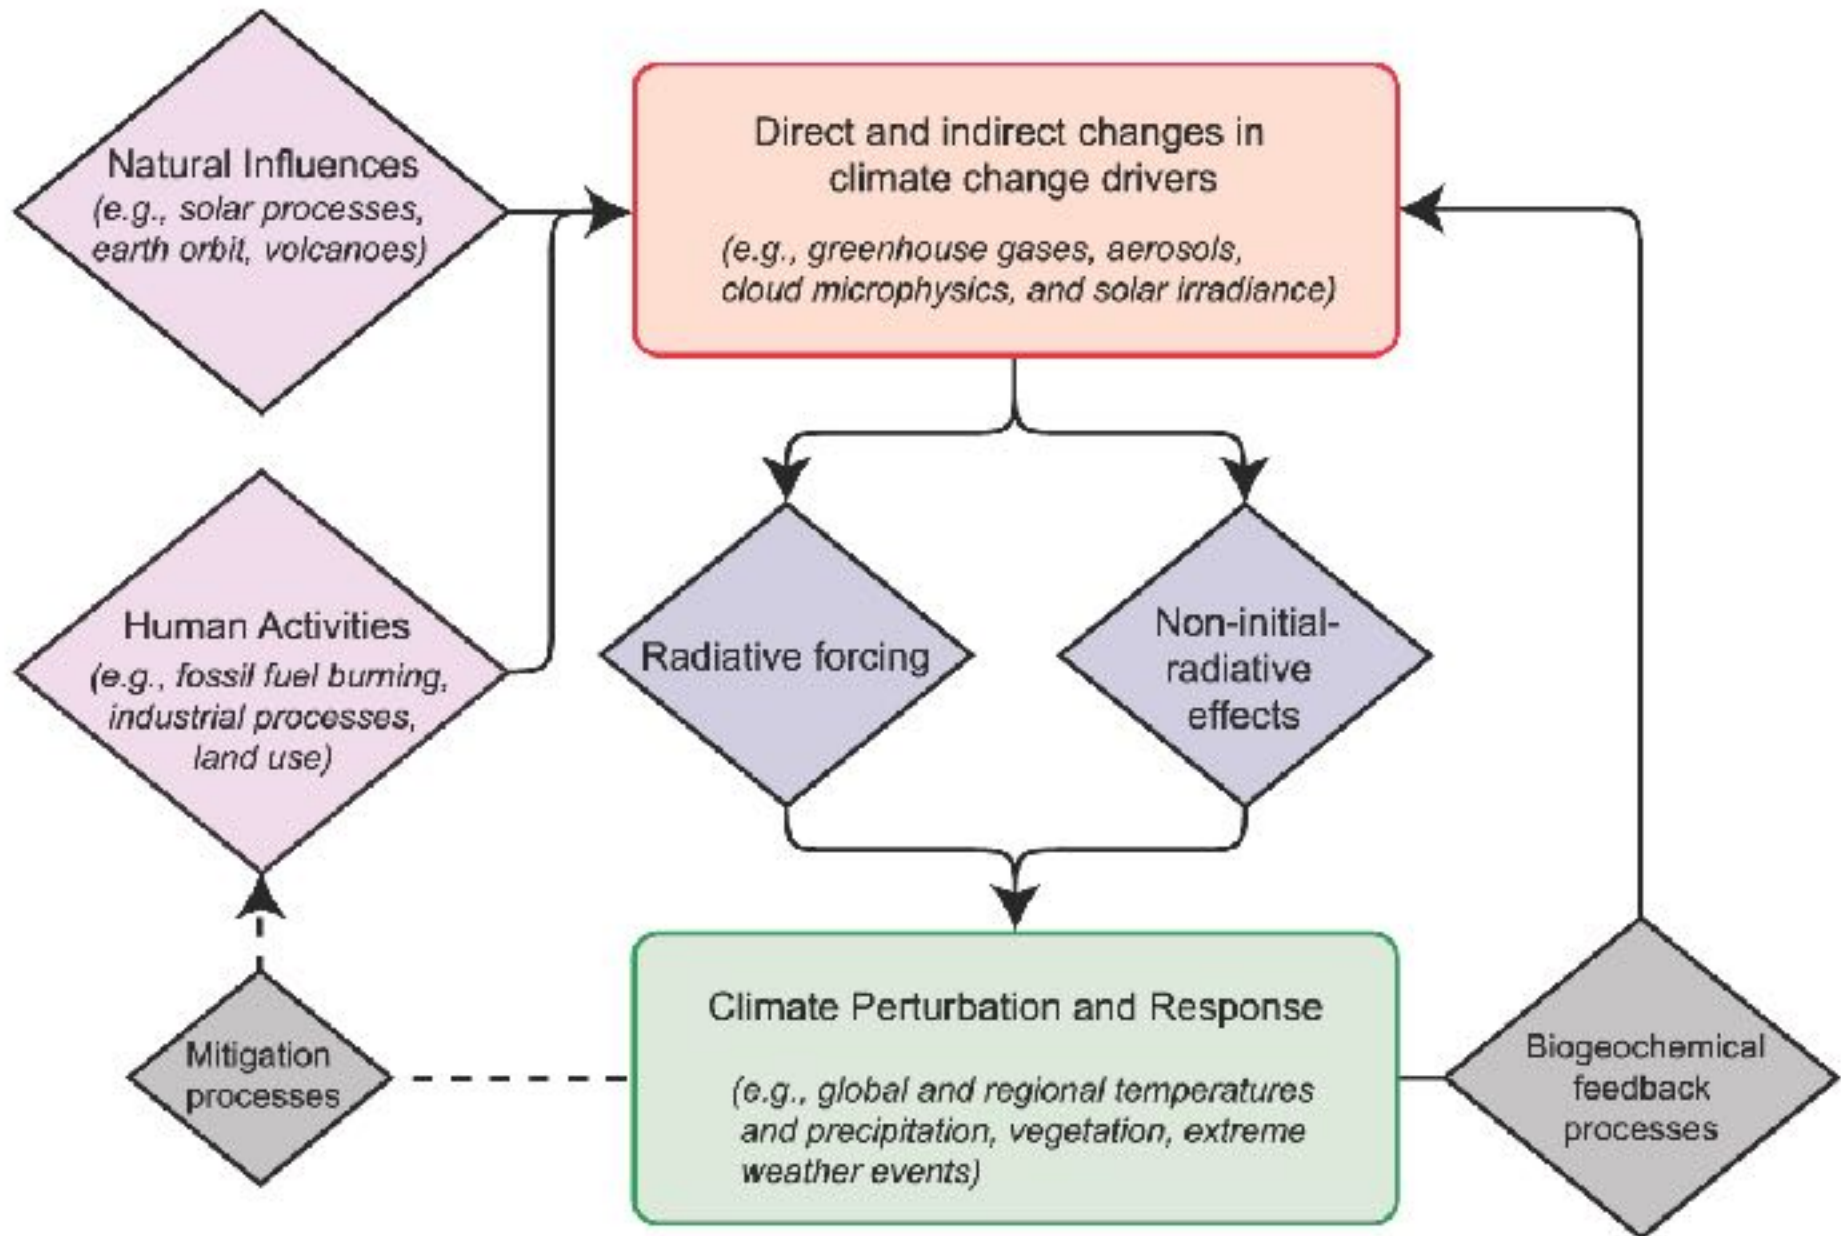 Natural Influences
(e.g., solar processes,
earth orbit, volcanoes)
Direct and indirect changes in
climate change drivers
(e.g., greenhouse gases, aerosols,
cloud microphysics, and solar irradiance)
Human Activities
(e.g., fossil fuel burning,
industrial processes,
land use)
Radiative forcing
Non-initial-
radiative
effects
Mitigation
processes
Climate Perturbation and Response
(e.g., global and regional temperatures
and precipitation, vegetation, extreme
weather events)
Biogeochemical
feedback
processes